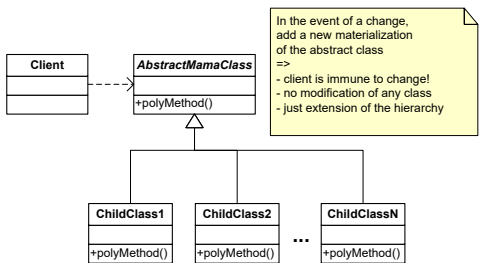 In the event of a change,
add a new materialization
of the abstract class
=>
- client is immune to change!
- no modification of any class
- just extension of the hierarchy
Client
AbstractMamaClass
+polyMethod()
ChildClass1
ChildClass2
ChildClassN
...
+polyMethod()
+polyMethod()
+polyMethod()